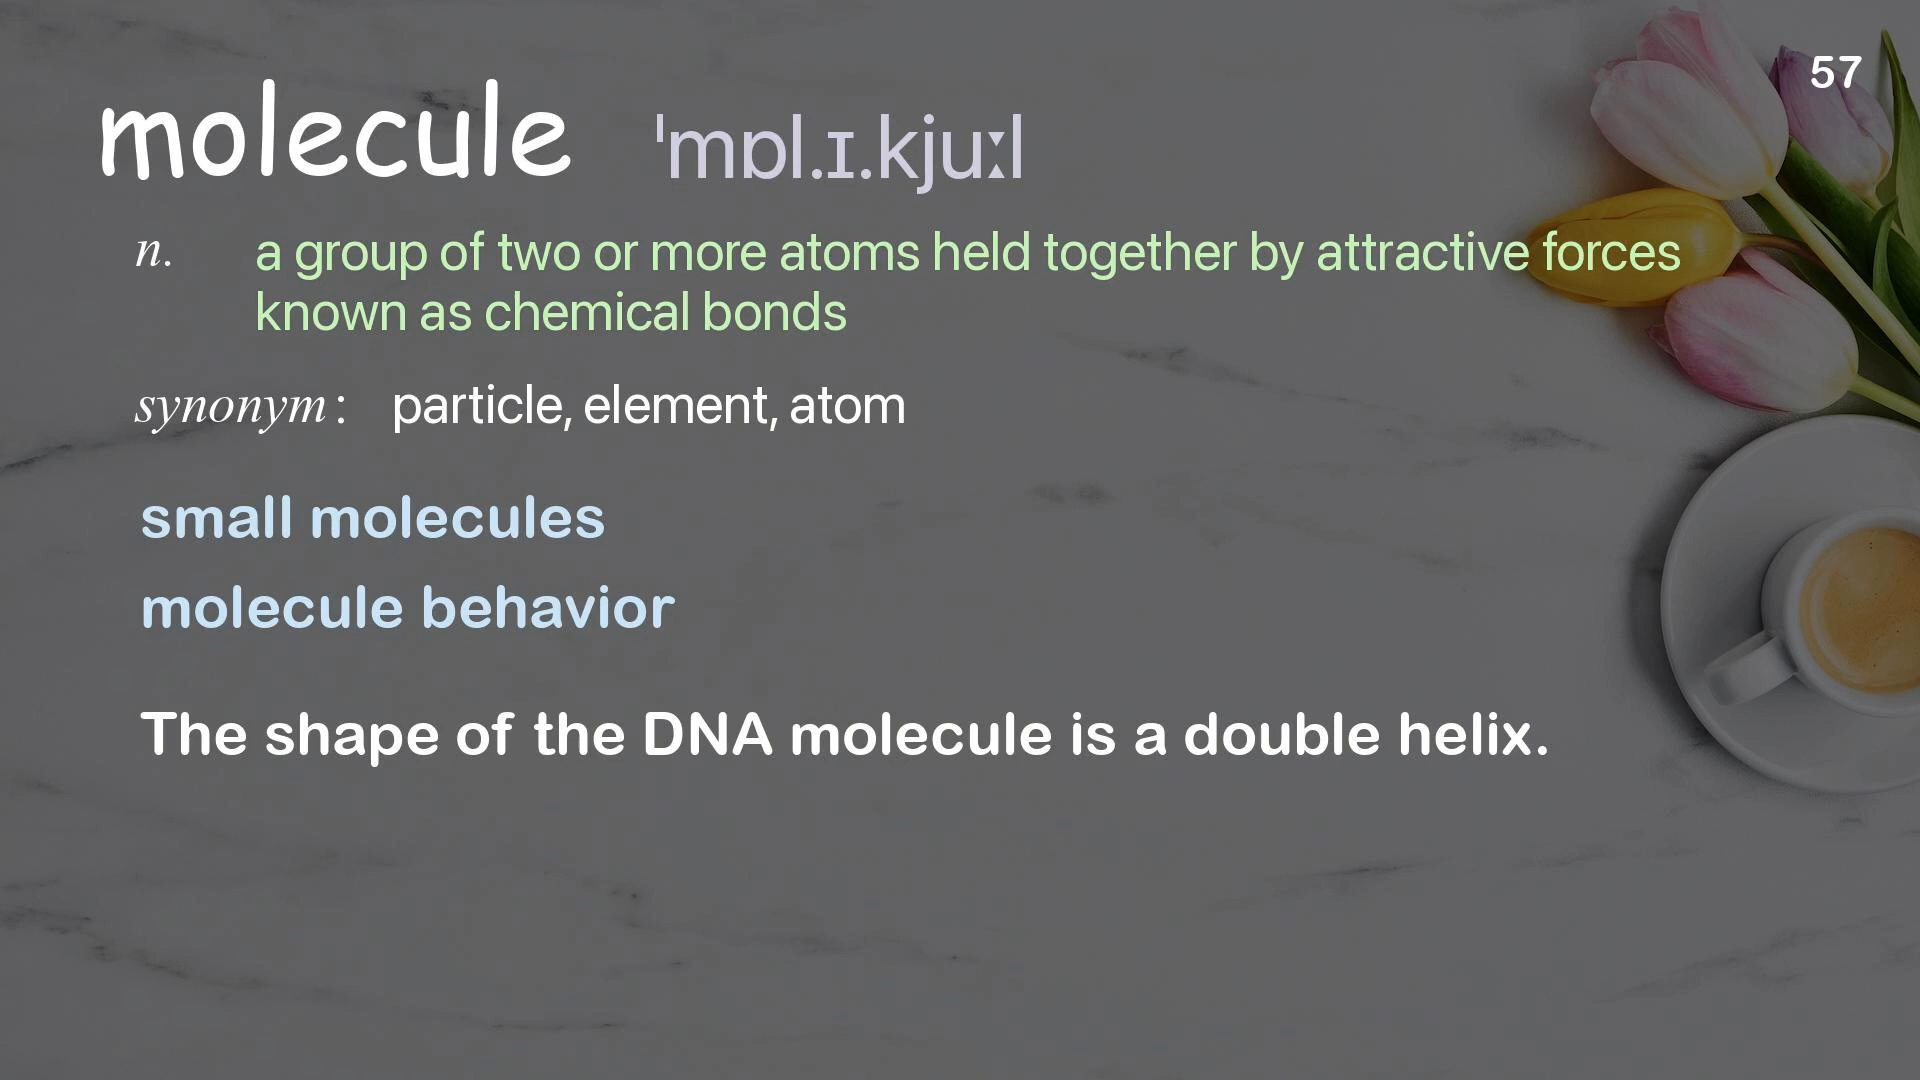 57
molecule ˈmɒl.ɪ.kjuːl
n. a group of two or more atoms held together by attractive forces
known as chemical bonds
synonym: particle, element, atom
small molecules
molecule behavior
The shape of the DNA molecule is a double helix.